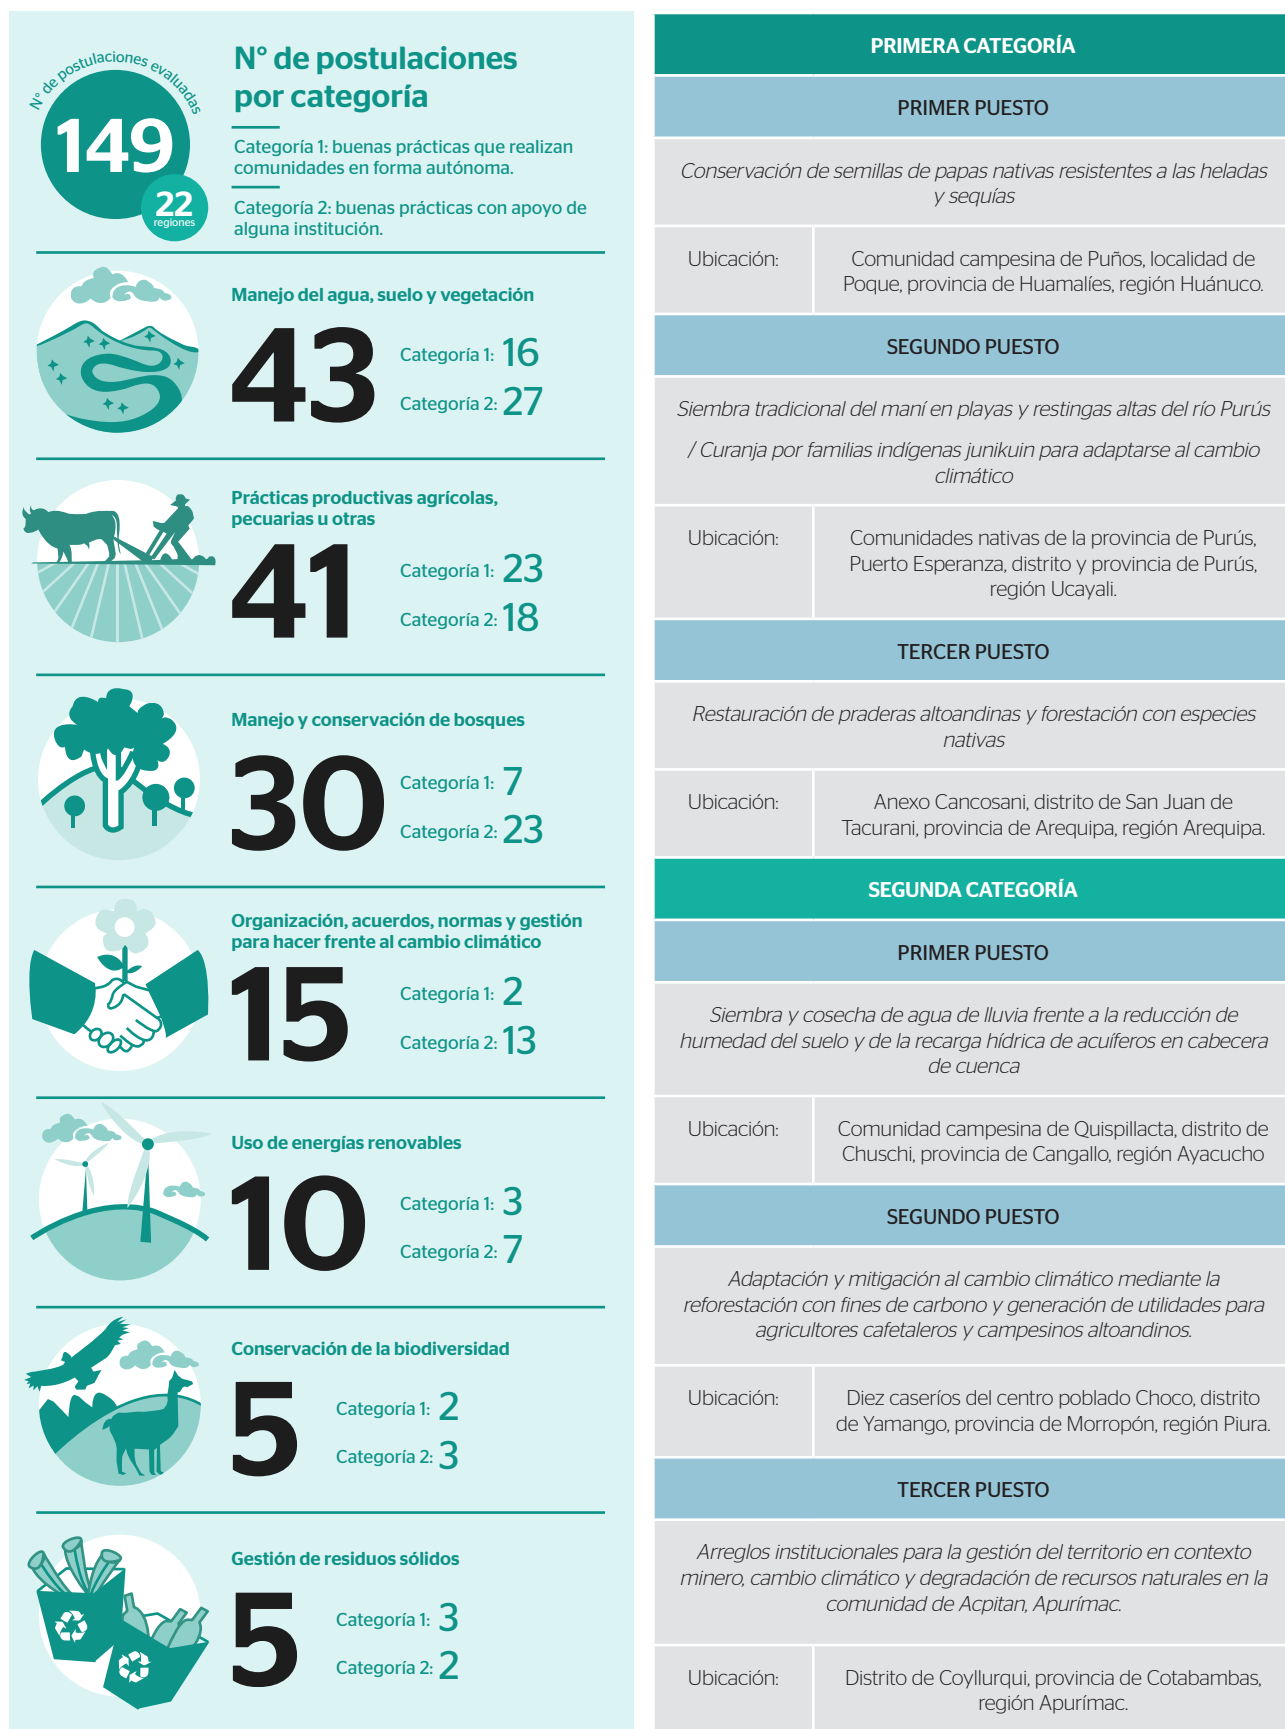 N° de postulaciones evaluadas
149
22
regiones
N° de postulaciones
por categoría
Categoría 1: buenas prácticas que realizan
comunidades en forma autónoma.
Categoría 2: buenas prácticas con apoyo de
alguna institución.
Manejo del agua, suelo y vegetación
43
Categoría 1: 16
Categoría 2: 27
Prácticas productivas agrícolas,
pecuarias u otras
41
Categoría 1: 23
Categoría 2: 18
Manejo y conservación de bosques
30
Categoría 1: 7
Categoría 2: 23
Organización, acuerdos, normas y gestión
para hacer frente al cambio climático
15
Categoría 1: 2
Categoría 2: 13
Uso de energías renovables
10
Categoría 1: 3
Categoría 2: 7
Conservación de la biodiversidad
5
Categoría 1: 2
Categoría 2: 3
Gestión de residuos sólidos
5
Categoría 1: 3
Categoría 2: 2
PRIMERA CATEGORÍA
PRIMER PUESTO
Conservación de semillas de papas nativas resistentes a las heladas
y sequías
Ubicación:
Comunidad campesina de Puños, localidad de
Poque, provincia de Huamalíes, región Huánuco.
SEGUNDO PUESTO
Siembra tradicional del maní en playas y restingas altas del río Purús
/ Curanja por familias indígenas junikuin para adaptarse al cambio
climático
Ubicación:
Comunidades nativas de la provincia de Purús,
Puerto Esperanza, distrito y provincia de Purús,
región Ucayali.
TERCER PUESTO
Restauración de praderas altoandinas y forestación con especies
nativas
Ubicación:
Anexo Cancosani, distrito de San Juan de
Tacurani, provincia de Arequipa, región Arequipa.
SEGUNDA CATEGORÍA
PRIMER PUESTO
Siembra y cosecha de agua de lluvia frente a la reducción de
humedad del suelo y de la recarga hídrica de acuíferos en cabecera
de cuenca
Ubicación:
Comunidad campesina de Quispillacta, distrito de
Chuschi, provincia de Cangallo, región Ayacucho
SEGUNDO PUESTO
Adaptación y mitigación al cambio climático mediante la
reforestación con fines de carbono y generación de utilidades para
agricultores cafetaleros y campesinos altoandinos.
Ubicación:
Diez caseríos del centro poblado Choco, distrito
de Yamango, provincia de Morropón, región Piura.
TERCER PUESTO
Arreglos institucionales para la gestión del territorio en contexto
minero, cambio climático y degradación de recursos naturales en la
comunidad de Acpitan, Apurímac.
Ubicación:
Distrito de Coyllurqui, provincia de Cotabambas,
región Apurímac.